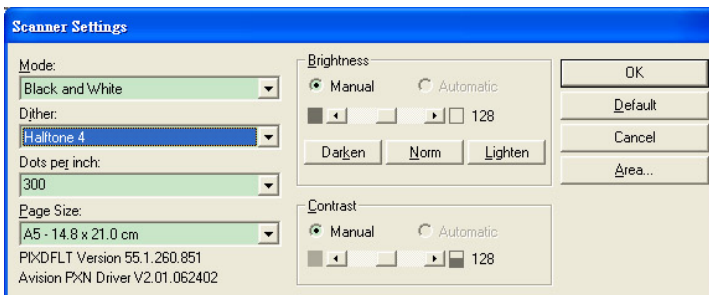 Scanner Settings
Mode:
Black and White
Dither:
Halftone 4
Dots per inch:
300
Page Size:
A5 - 14.8 x 21.0 cm
PIXDFLT Version 55.1.260.851
Avision PXN Driver V2.01.062402
Brightness
Manual Automatic
128
Darken Norm Lighten
Contrast
Manual Automatic
128
OK
Default
Cancel
Area...